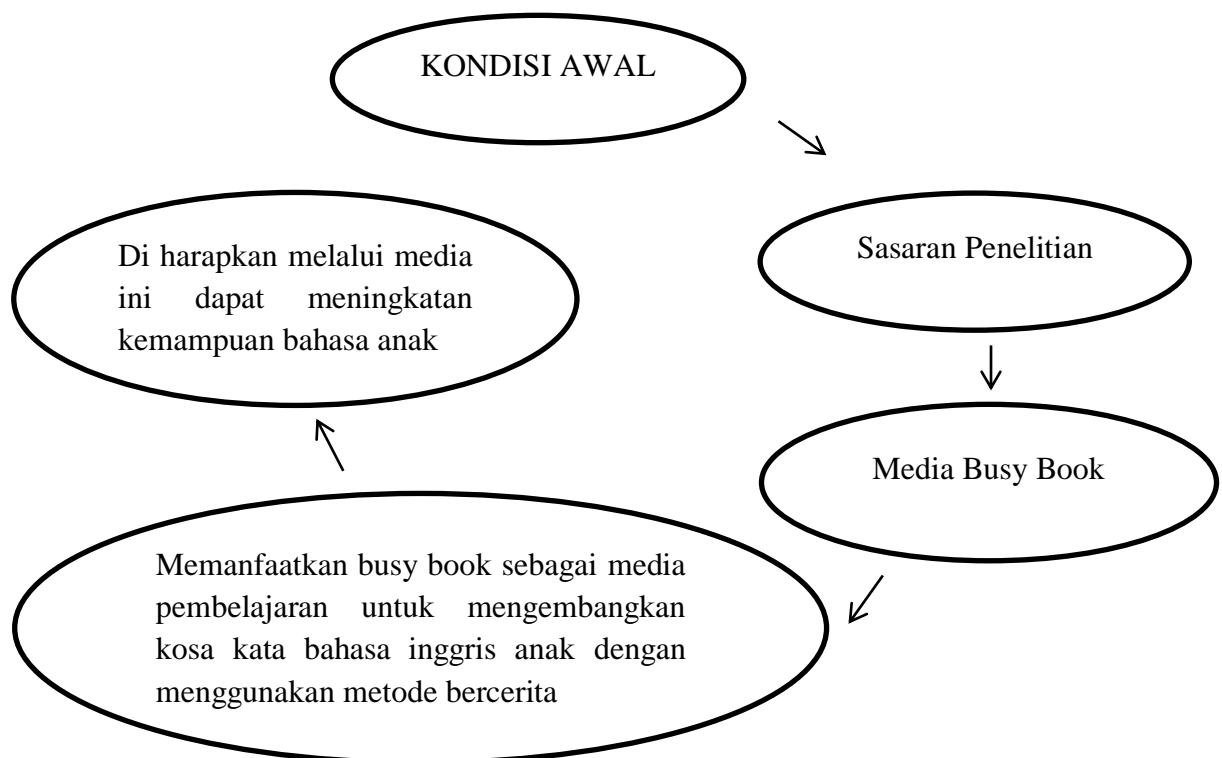 KONDISI AWAL
Sasaran Penelitian
Media Busy Book
Memanfaatkan busy book sebagai media
pembelajaran untuk mengembangkan
kosa kata bahasa inggris anak dengan
menggunakan metode bercerita
Di harapkan melalui media
ini dapat meningkatan
kemampuan bahasa anak